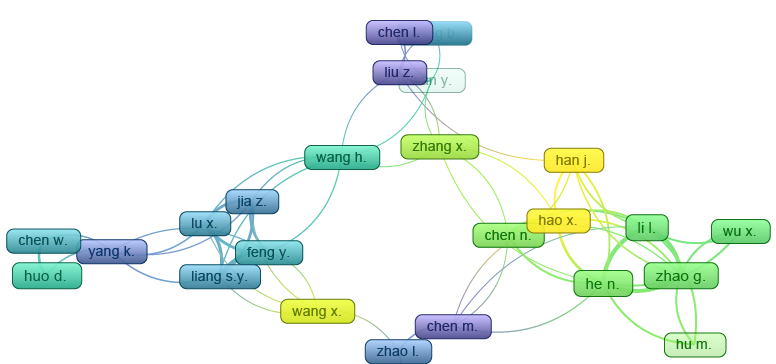 chen l.
liu z.
wang h.
zhang x.
han j.
jia z.
lu x.
hao x.
li l.
wu x.
chen n.
chen w.
yang k.
feng y.
huo d.
liang s.y.
he n.
zhao g.
wang x.
chen m.
hu m.
zhao l.